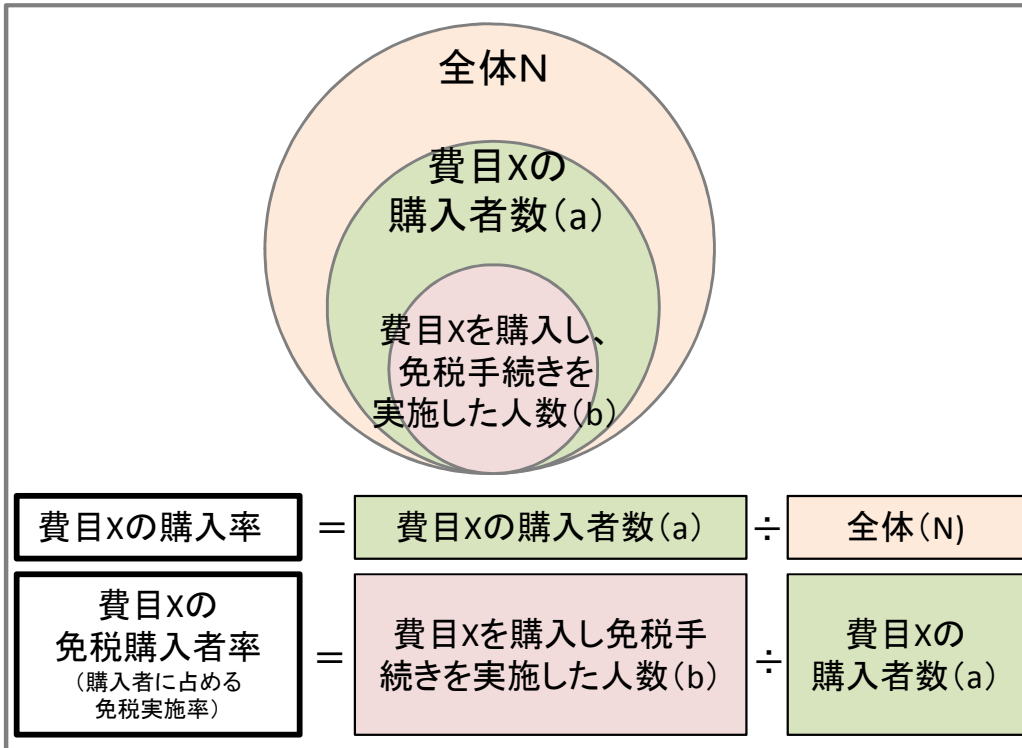 全体N
費目Xの
購入者数（a）
費目Xを購入し、
免税手続きを
実施した人数（b）
費目Xの購入率 = 費目Xの購入者数（a） ÷ 全体（N)
費目Xの
免税購入者率
（購入者に占める
免税実施率）
=
費目Xを購入し免税手
続きを実施した人数（b）
÷
費目Xの
購入者数（a）